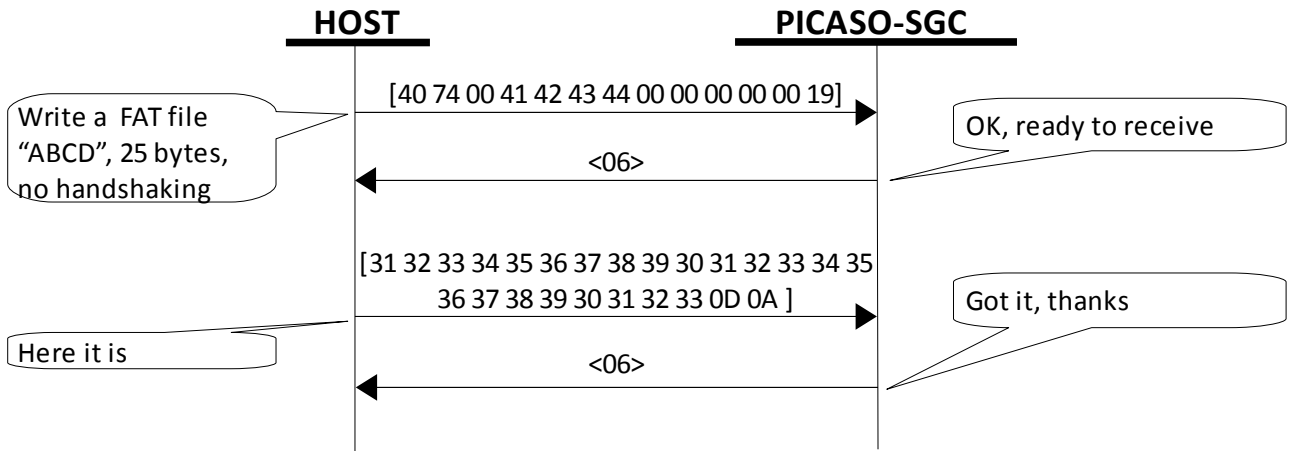 HOST
PICASO-SGC
[40 74 00 41 42 43 44 00 00 00 00 00 19]
Write a FAT file
“ABCD”, 25 bytes,
no handshaking
OK, ready to receive
<06>
[31 32 33 34 35 36 37 38 39 30 31 32 33 34 35
36 37 38 39 30 31 32 33 0D 0A ]
Got it, thanks
Here it is
<06>